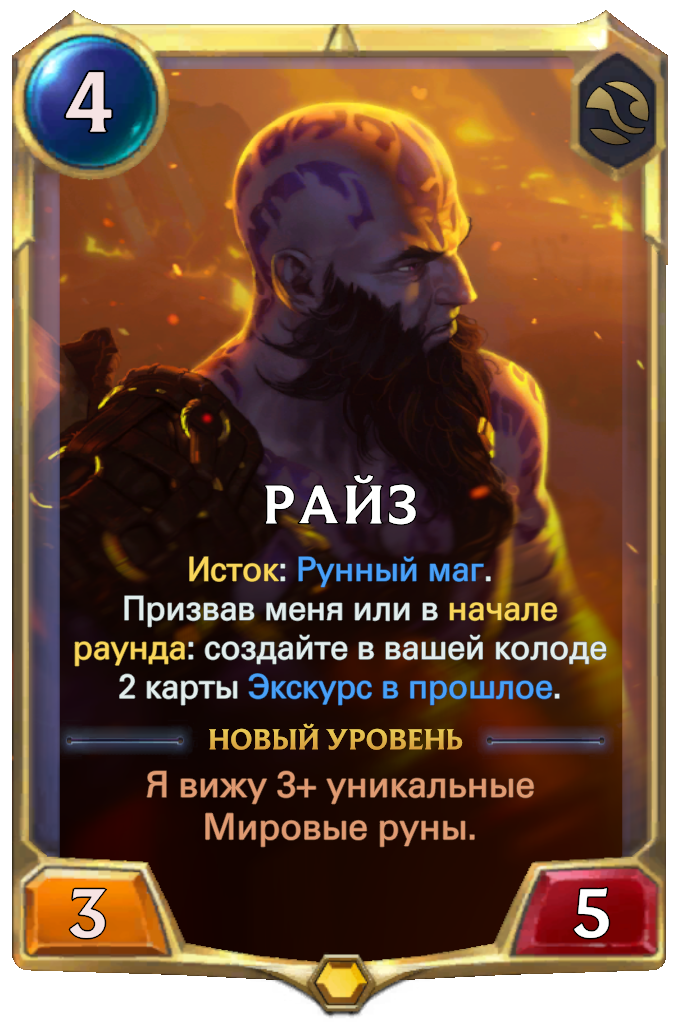 4
РАЙЗ
Исток: Рунный маг.
Призвав меня или в начале
раунда: создайте в вашей колоде
2 карты Экскурс в прошлое.
НОВЫЙ УРОВЕНЬ
Я вижу 3+ уникальные
Мировые руны.
3
5